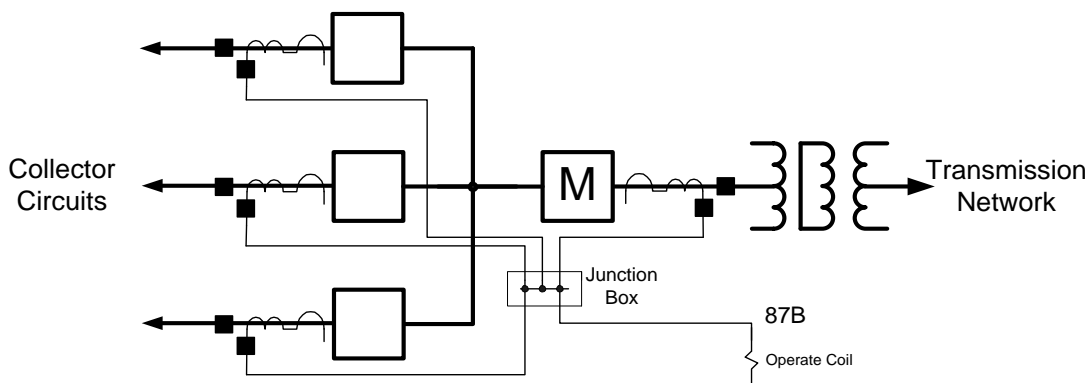 Collector
Circuits
M
Transmission
Network
Junction
Box
87B
Operate Coil